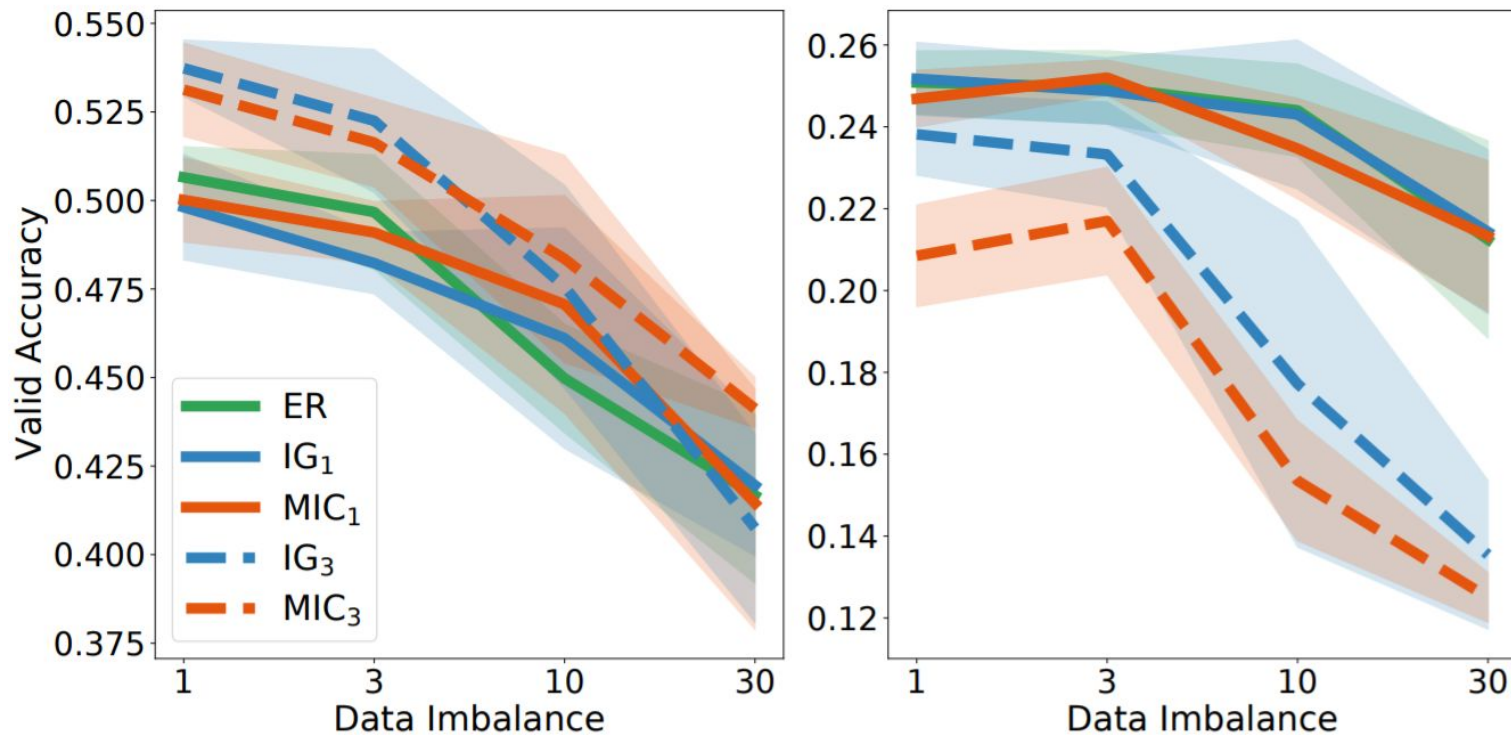 Valid Accuracy
0.550
0.525
0.500
0.475
0.450
0.425
0.400
0.375
ER
IG₁
MIC₁
IG₃
MIC₃
1 3 10 30
Data Imbalance
0.26
0.24
0.22
0.20
0.18
0.16
0.14
0.12
1 3 10 30
Data Imbalance